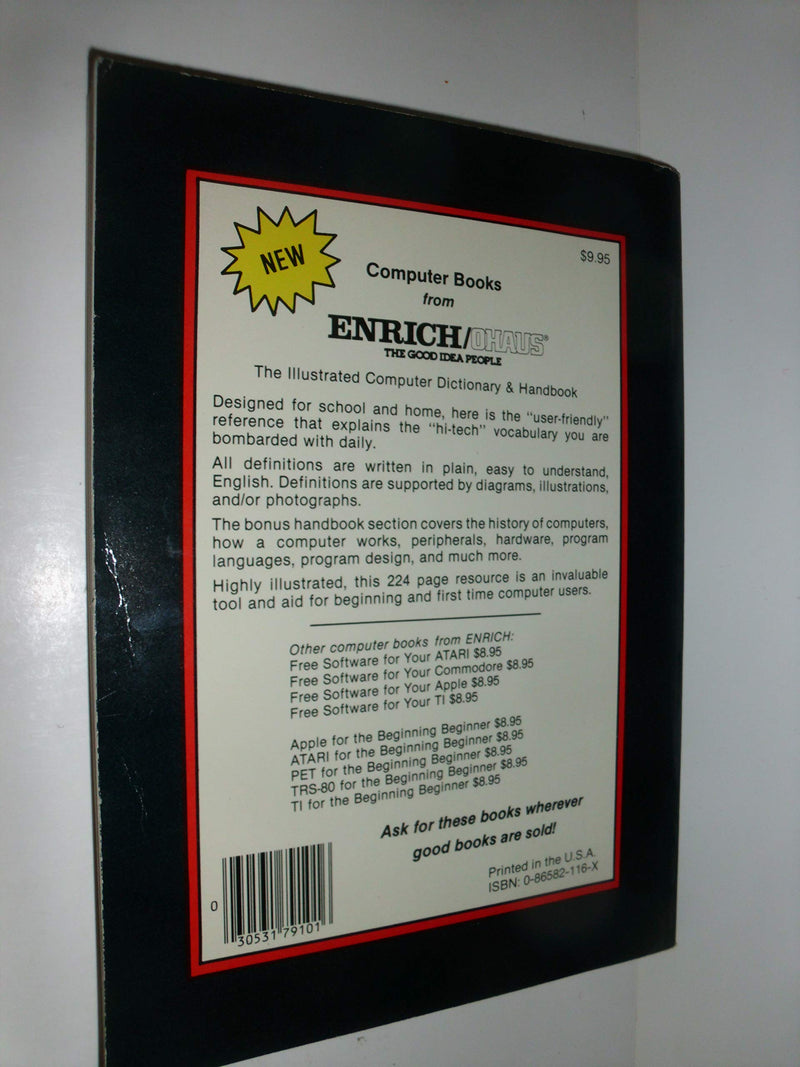 NEW
$9.95
Computer Books
from
ENRICH/OHAUS®
THE GOOD IDEA PEOPLE
The Illustrated Computer Dictionary & Handbook
Designed for school and home, here is the "user-friendly"
reference that explains the "hi-tech" vocabulary you are
bombarded with daily.
All definitions are written in plain, easy to understand,
English. Definitions are supported by diagrams, illustrations,
and/or photographs.
The bonus handbook section covers the history of computers,
how a computer works, peripherals, hardware, program
languages, program design, and much more.
Highly illustrated, this 224 page resource is an invaluable
tool and aid for beginning and first time computer users.
Other computer books from ENRICH:
Free Software for Your ATARI $8.95
Free Software for Your Commodore $8.95
Free Software for Your Apple $8.95
Free Software for Your TI $8.95
Apple for the Beginning Beginner $8.95
ATARI for the Beginning Beginner $8.95
PET for the Beginning Beginner $8.95
TRS-80 for the Beginning Beginner $8.95
TI for the Beginning Beginner $8.95
Ask for these books wherever
good books are sold!
Printed in the U.S.A.
ISBN: 0-86582-116-X
0 30531 79101